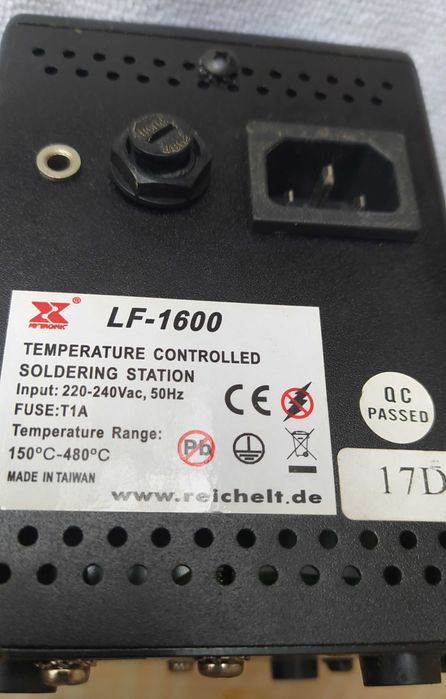 ®
LF-1600
TEMPERATURE CONTROLLED
SOLDERING STATION
Input: 220-240Vac, 50Hz
FUSE:T1A
CE
Temperature Range:
Pb
150°C-480°C
MADE IN TAIWAN
www.reichelt.de
QC
PASSED
17D